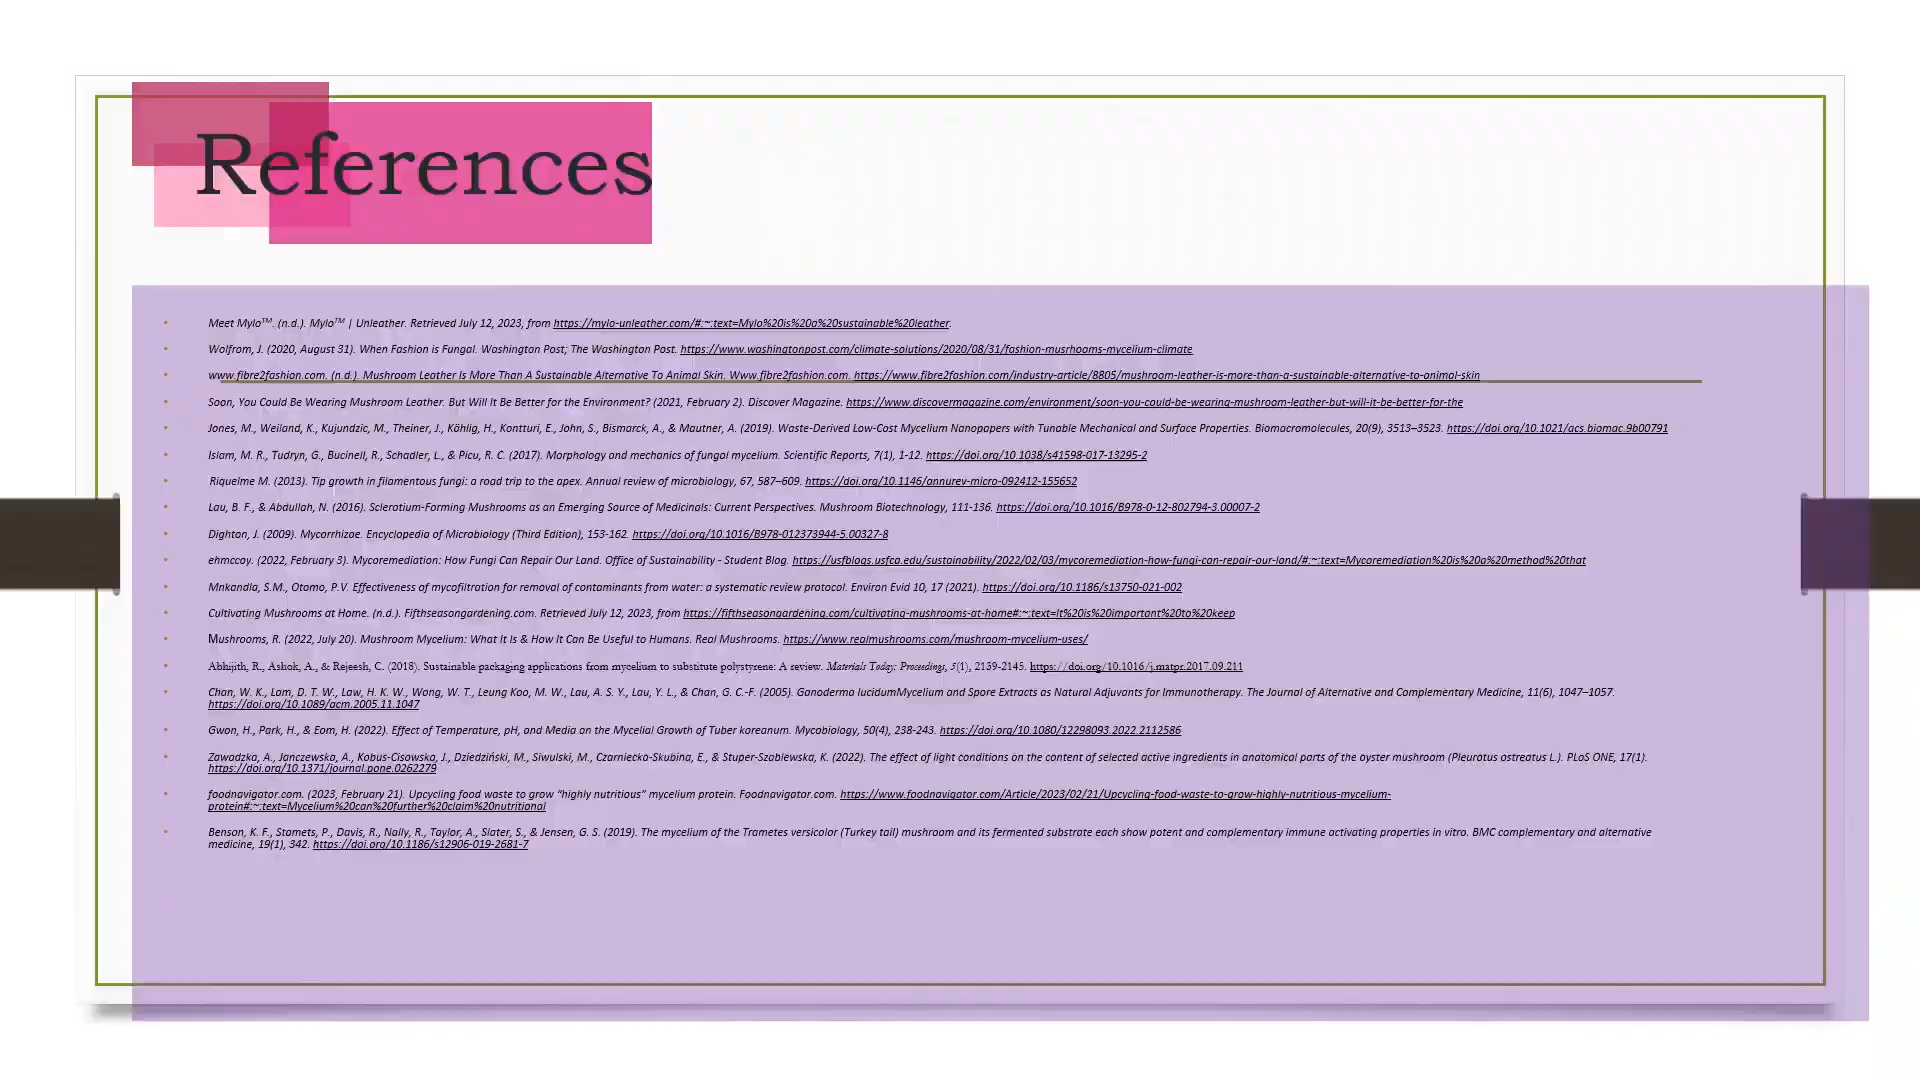 References
• Meet Mylo™. (n.d.). Mylo™ | Unleather. Retrieved July 12, 2023, from https://mylo-unleather.com/#:~:text=Mylo%20is%20a%20sustainable%20leather.
• Wolfrom, J. (2020, August 31). When Fashion is Fungal. Washington Post; The Washington Post. https://www.washingtonpost.com/climate-solutions/2020/08/31/fashion-musrhooms-mycelium-climate
• www.fibre2fashion.com. (n.d.). Mushroom Leather Is More Than A Sustainable Alternative To Animal Skin. Www.fibre2fashion.com. https://www.fibre2fashion.com/industry-article/8805/mushroom-leather-is-more-than-a-sustainable-alternative-to-animal-skin
• Soon, You Could Be Wearing Mushroom Leather. But Will It Be Better for the Environment? (2021, February 2). Discover Magazine. https://www.discovermagazine.com/environment/soon-you-could-be-wearing-mushroom-leather-but-will-it-be-better-for-the
• Jones, M., Weiland, K., Kujundzic, M., Theiner, J., Köhlig, H., Kontturi, E., John, S., Bismarck, A., & Mautner, A. (2019). Waste-Derived Low-Cost Mycelium Nanopapers with Tunable Mechanical and Surface Properties. Biomacromolecules, 20(9), 3513–3523. https://doi.org/10.1021/acs.biomac.9b00791
• Islam, M. R., Tudryn, G., Bucinell, R., Schadler, L., & Picu, R. C. (2017). Morphology and mechanics of fungal mycelium. Scientific Reports, 7(1), 1-12. https://doi.org/10.1038/s41598-017-13295-2
• Riquelme M. (2013). Tip growth in filamentous fungi: a road trip to the apex. Annual review of microbiology, 67, 587–609. https://doi.org/10.1146/annurev-micro-092412-155652
• Lau, B. F., & Abdullah, N. (2016). Sclerotium-Forming Mushrooms as an Emerging Source of Medicinals: Current Perspectives. Mushroom Biotechnology, 111-136. https://doi.org/10.1016/B978-0-12-802794-3.00007-2
• Dighton, J. (2009). Mycorrhizae. Encyclopedia of Microbiology (Third Edition), 153-162. https://doi.org/10.1016/B978-012373944-5.00327-8
• ehmccoy. (2022, February 3). Mycoremediation: How Fungi Can Repair Our Land. Office of Sustainability - Student Blog. https://usfblogs.usfca.edu/sustainability/2022/02/03/mycoremediation-how-fungi-can-repair-our-land/#:~:text=Mycoremediation%20is%20a%20method%20that
• Mnkandla, S.M., Otomo, P.V. Effectiveness of mycofiltration for removal of contaminants from water: a systematic review protocol. Environ Evid 10, 17 (2021). https://doi.org/10.1186/s13750-021-002
• Cultivating Mushrooms at Home. (n.d.). Fifthseasongardening.com. Retrieved July 12, 2023, from https://fifthseasongardening.com/cultivating-mushrooms-at-home#:~:text=It%20is%20important%20to%20keep
• Mushrooms, R. (2022, July 20). Mushroom Mycelium: What It Is & How It Can Be Useful to Humans. Real Mushrooms. https://www.realmushrooms.com/mushroom-mycelium-uses/
• Abhijith, R., Ashok, A., & Rejeesh, C. (2018). Sustainable packaging applications from mycelium to substitute polystyrene: A review. Materials Today: Proceedings, 5(1), 2139-2145. https://doi.org/10.1016/j.matpr.2017.09.211
• Chan, W. K., Lam, D. T. W., Law, H. K. W., Wong, W. T., Leung Koo, M. W., Lau, A. S. Y., Lau, Y. L., & Chan, G. C.-F. (2005). Ganoderma lucidumMycelium and Spore Extracts as Natural Adjuvants for Immunotherapy. The Journal of Alternative and Complementary Medicine, 11(6), 1047–1057.
https://doi.org/10.1089/acm.2005.11.1047
• Gwon, H., Park, H., & Eom, H. (2022). Effect of Temperature, pH, and Media on the Mycelial Growth of Tuber koreanum. Mycobiology, 50(4), 238-243. https://doi.org/10.1080/12298093.2022.2112586
• Zawadzka, A., Janczewska, A., Kobus-Cisowska, J., Dziedziński, M., Siwulski, M., Czarniecka-Skubina, E., & Stuper-Szablewska, K. (2022). The effect of light conditions on the content of selected active ingredients in anatomical parts of the oyster mushroom (Pleurotus ostreatus L.). PLoS ONE, 17(1).
https://doi.org/10.1371/journal.pone.0262279
• foodnavigator.com. (2023, February 21). Upcycling food waste to grow “highly nutritious” mycelium protein. Foodnavigator.com. https://www.foodnavigator.com/Article/2023/02/21/Upcycling-food-waste-to-grow-highly-nutritious-mycelium-
protein#:~:text=Mycelium%20can%20further%20claim%20nutritional
• Benson, K. F., Stamets, P., Davis, R., Nally, R., Taylor, A., Slater, S., & Jensen, G. S. (2019). The mycelium of the Trametes versicolor (Turkey tail) mushroom and its fermented substrate each show potent and complementary immune activating properties in vitro. BMC complementary and alternative
medicine, 19(1), 342. https://doi.org/10.1186/s12906-019-2681-7